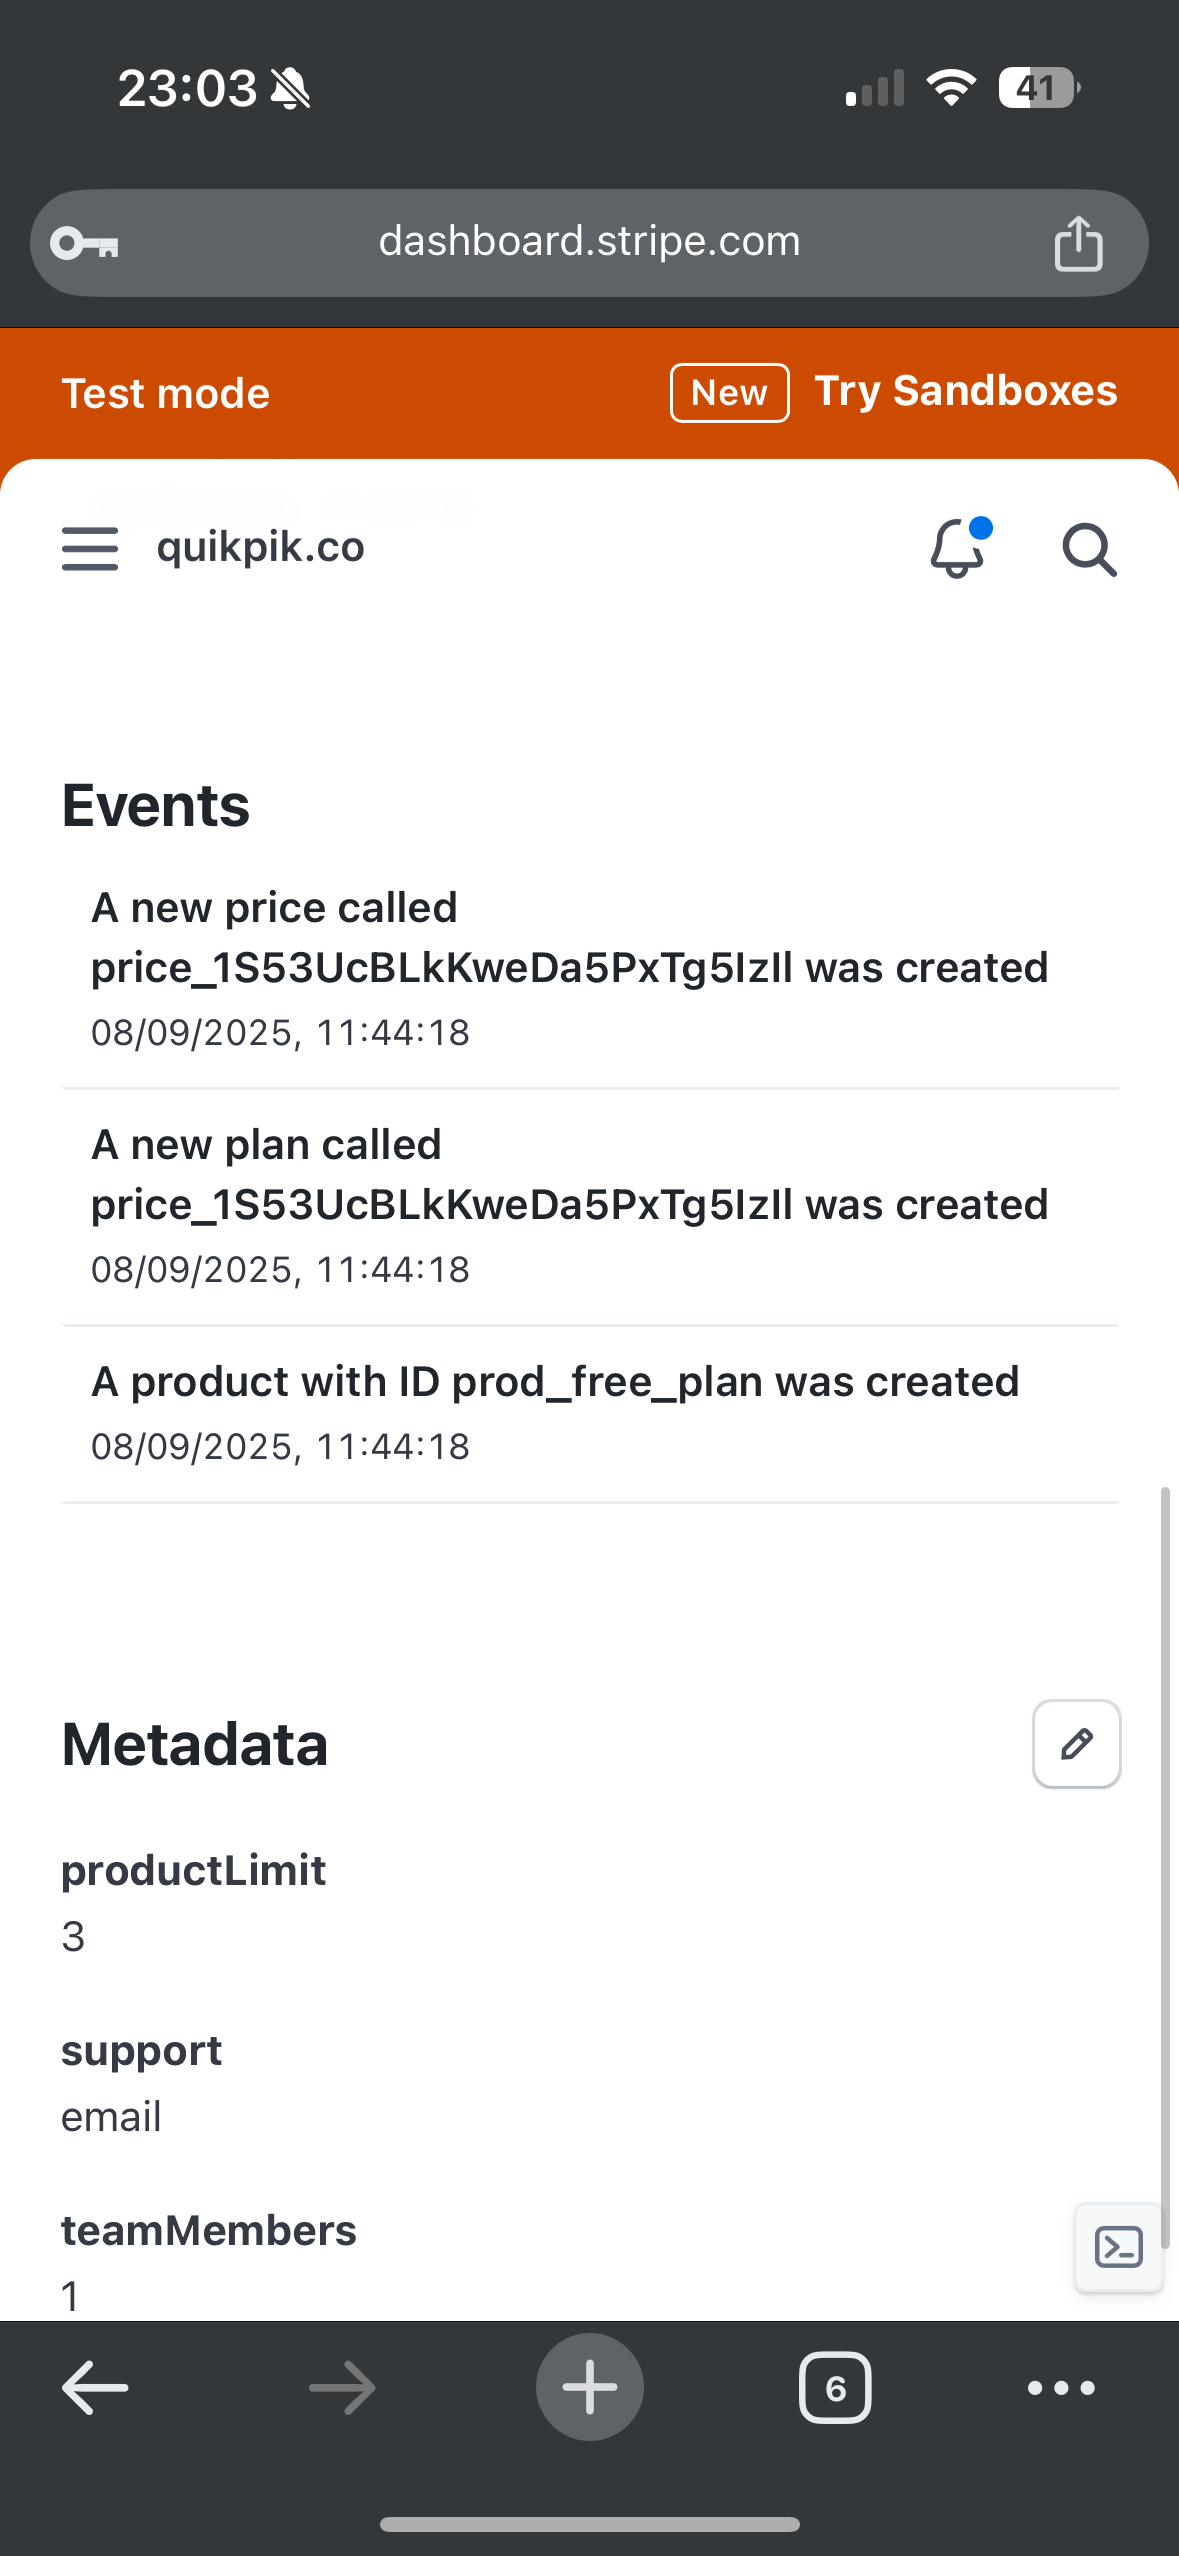 23:03
41
dashboard.stripe.com
Test mode
New
Try Sandboxes
quikpik.co
Events
A new price called
price_1S53UcBLkKweDa5PxTg5IzIl was created
08/09/2025, 11:44:18
A new plan called
price_1S53UcBLkKweDa5PxTg5IzIl was created
08/09/2025, 11:44:18
A product with ID prod_free_plan was created
08/09/2025, 11:44:18
Metadata
productLimit
3
support
email
teamMembers
1
6